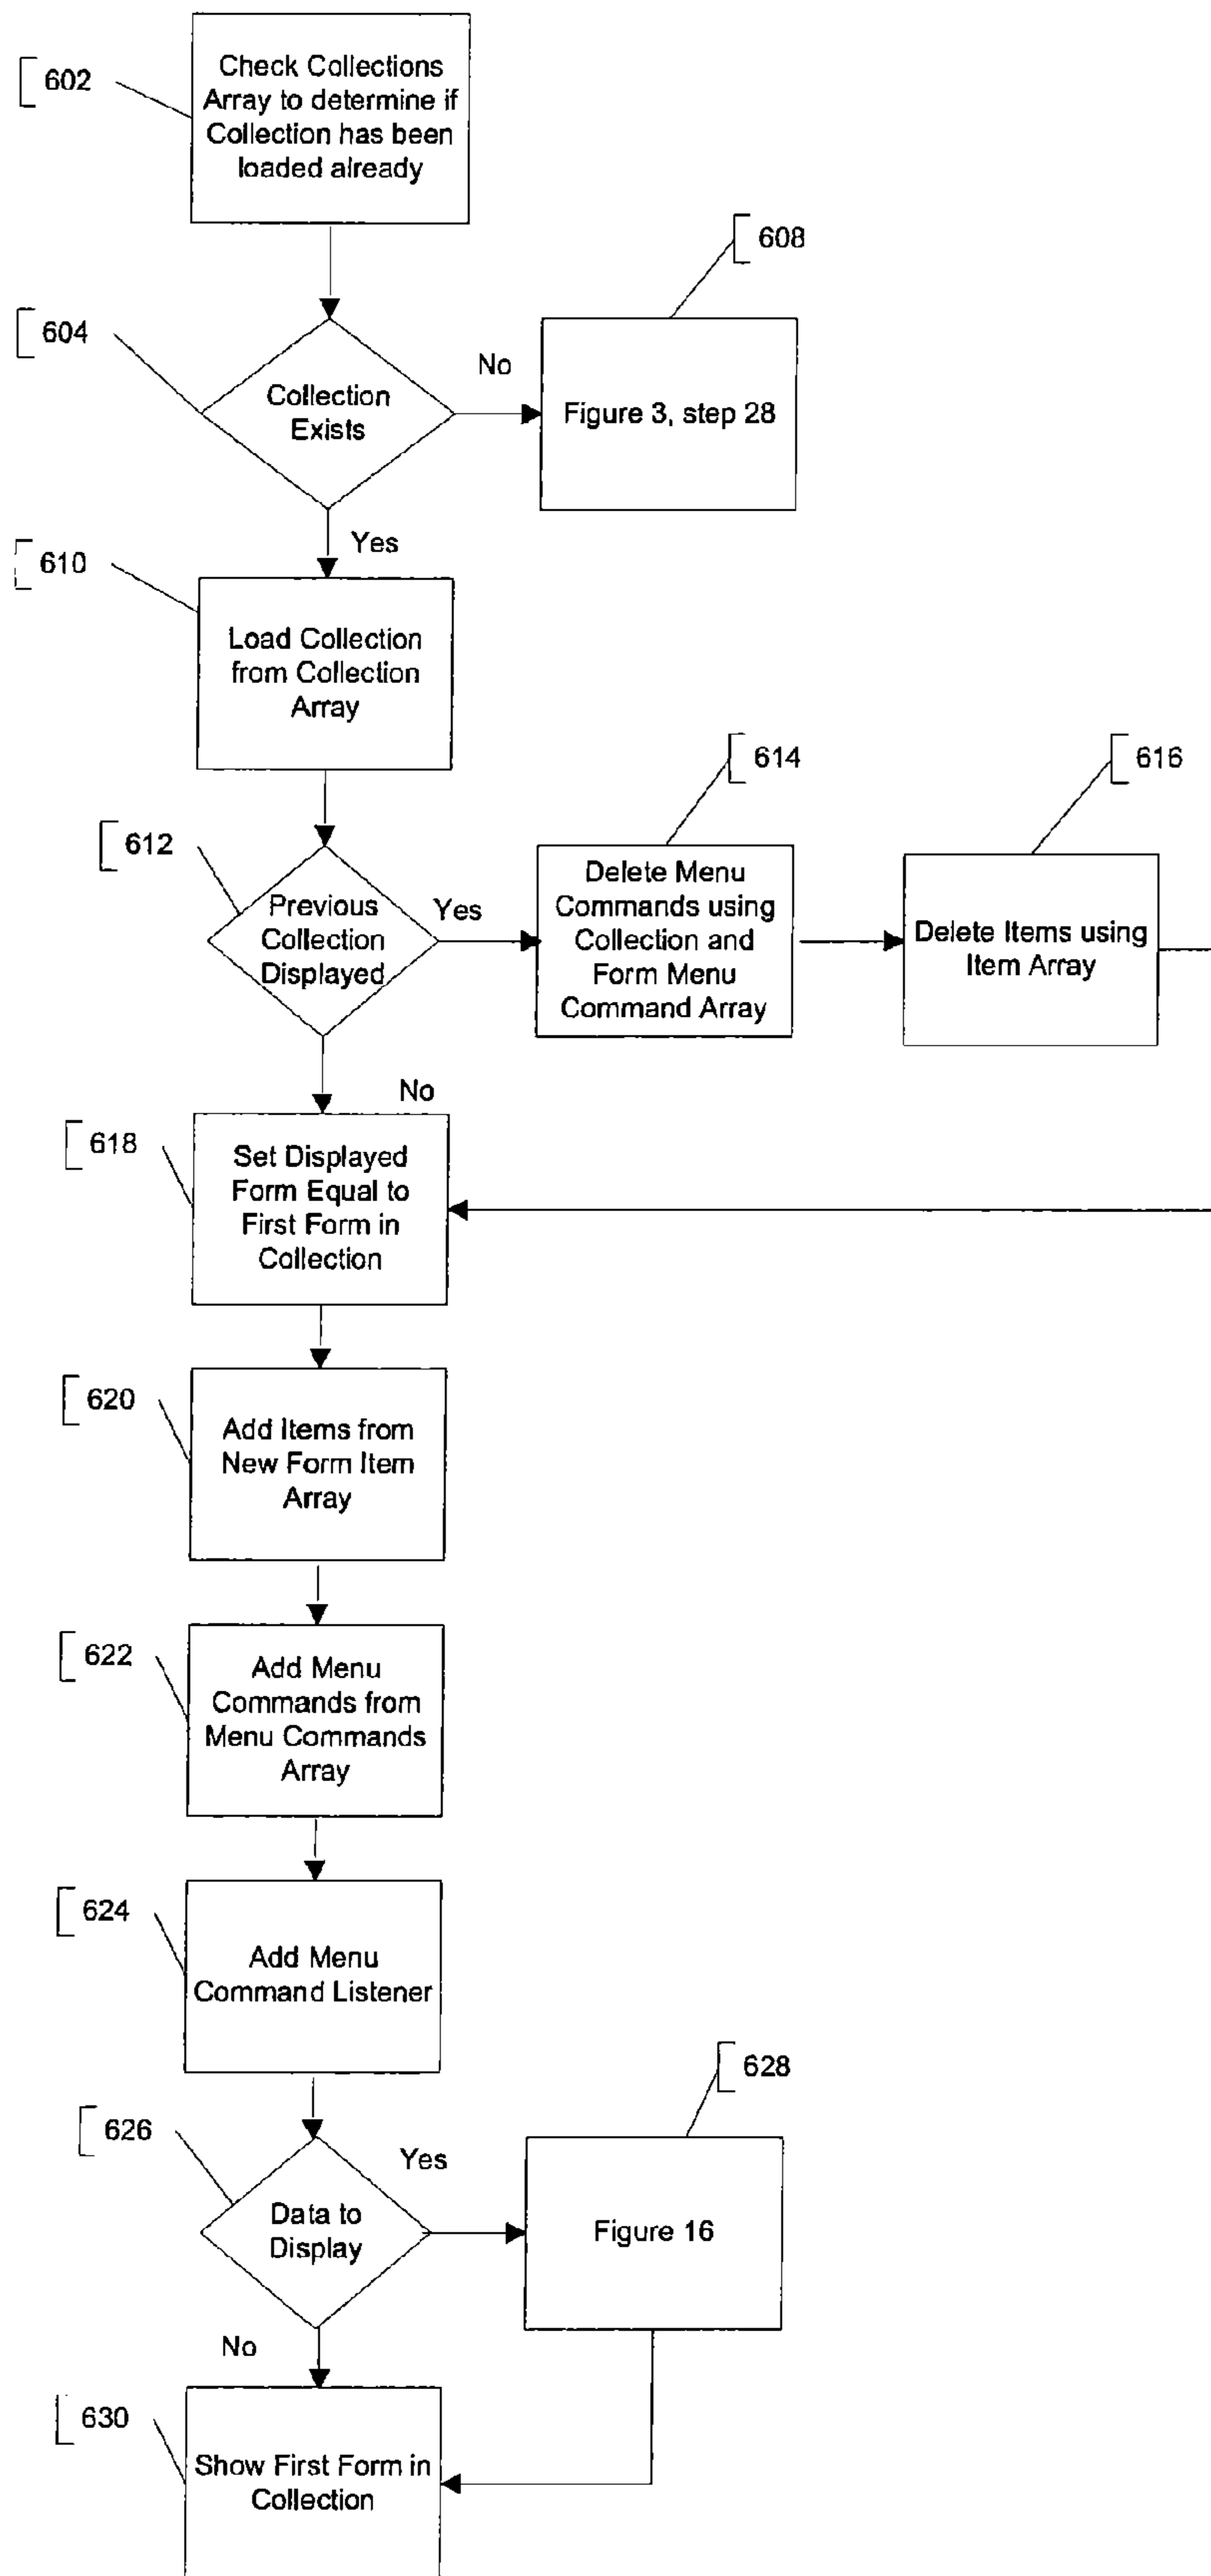 602
Check Collections
Array to determine if
Collection has been
loaded already
608
604
Collection
Exists
No
Figure 3, step 28
Yes
610
Load Collection
from Collection
Array
614
616
612
Previous
Collection
Displayed
Yes
Delete Menu
Commands using
Collection and
Form Menu
Command Array
Delete Items using
Item Array
No
618
Set Displayed
Form Equal to
First Form in
Collection
620
Add Items from
New Form Item
Array
622
Add Menu
Commands from
Menu Commands
Array
624
Add Menu
Command Listener
628
626
Data to
Display
Yes
Figure 16
No
630
Show First Form in
Collection